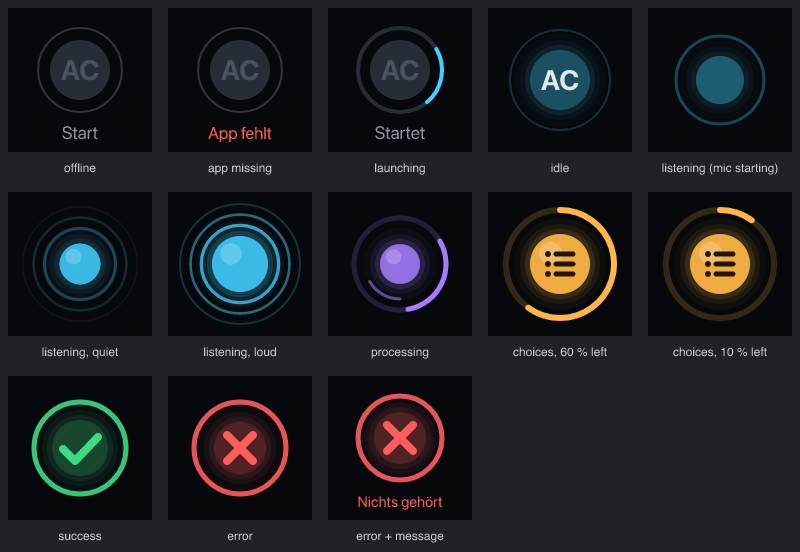 AC
Start
offline
AC
App fehlt
app missing
AC
Startet
launching
AC
idle
listening (mic starting)
listening, quiet
listening, loud
processing
choices, 60 % left
choices, 10 % left
success
error
Nichts gehört
error + message